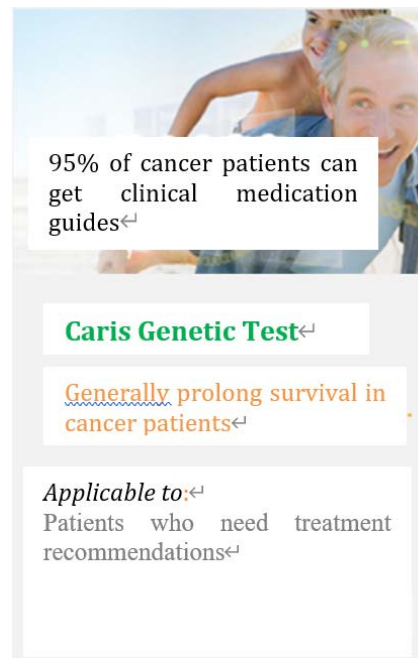 95% of cancer patients can
get clinical medication
guides
Caris Genetic Test
Generally prolong survival in
cancer patients
Applicable to:
Patients who need treatment
recommendations